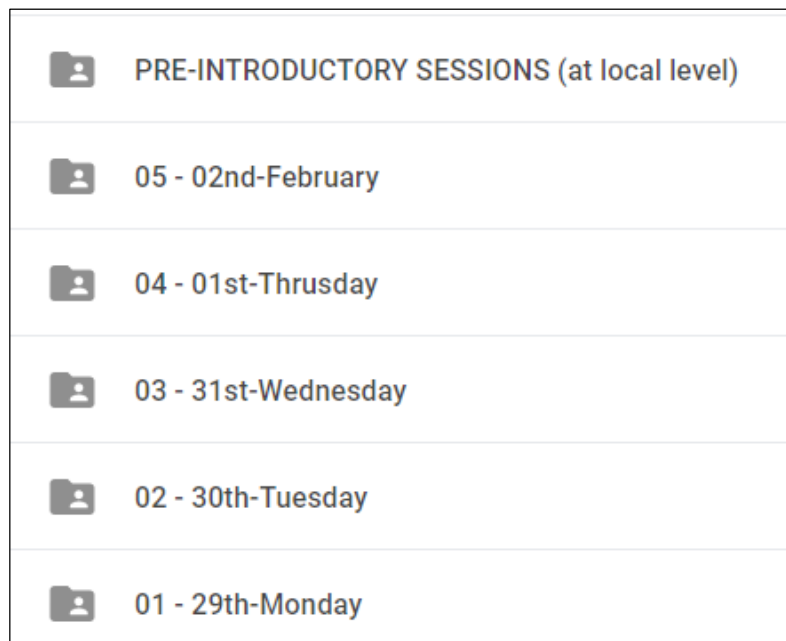 PRE-INTRODUCTORY SESSIONS (at local level)
05 - 02nd-February
04 - 01st-Thrusday
03 - 31st-Wednesday
02 - 30th-Tuesday
01 - 29th-Monday